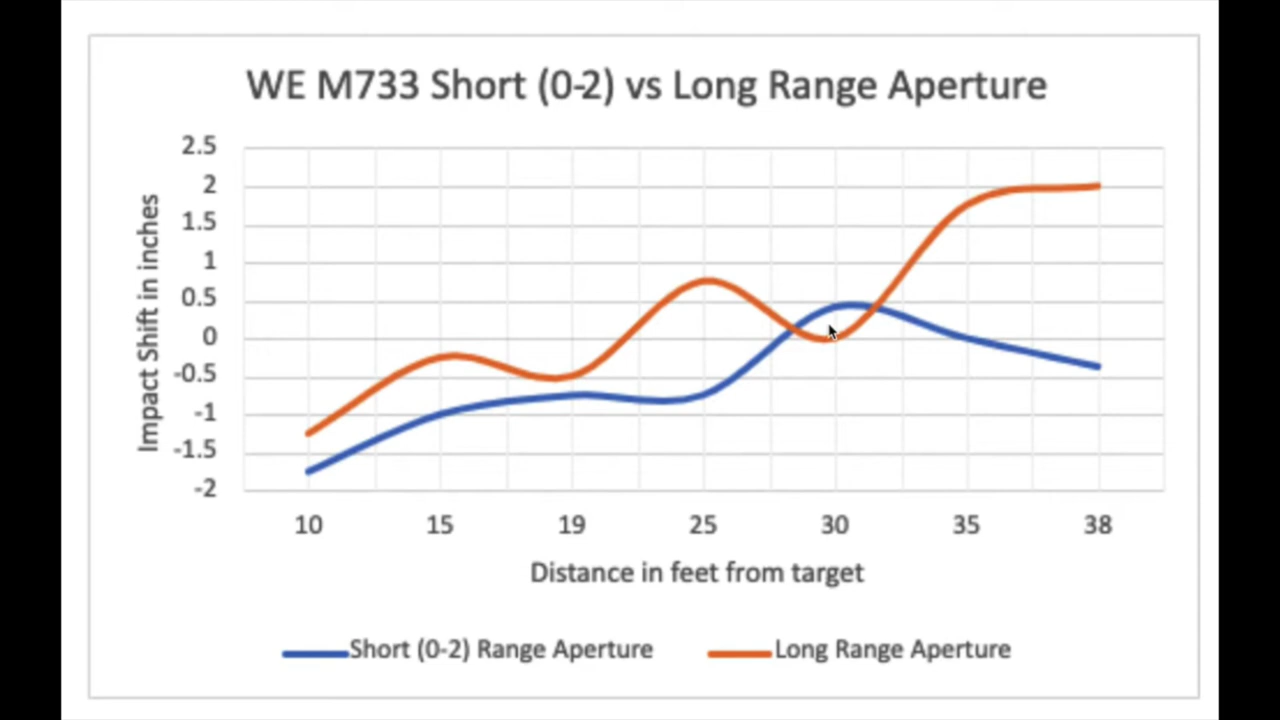 WE M733 Short (0-2) vs Long Range Aperture
Impact Shift in inches
2.5
2
1.5
1
0.5
0
-0.5
-1
-1.5
-2
10 15 19 25 30 35 38
Distance in feet from target
Short (0-2) Range Aperture Long Range Aperture